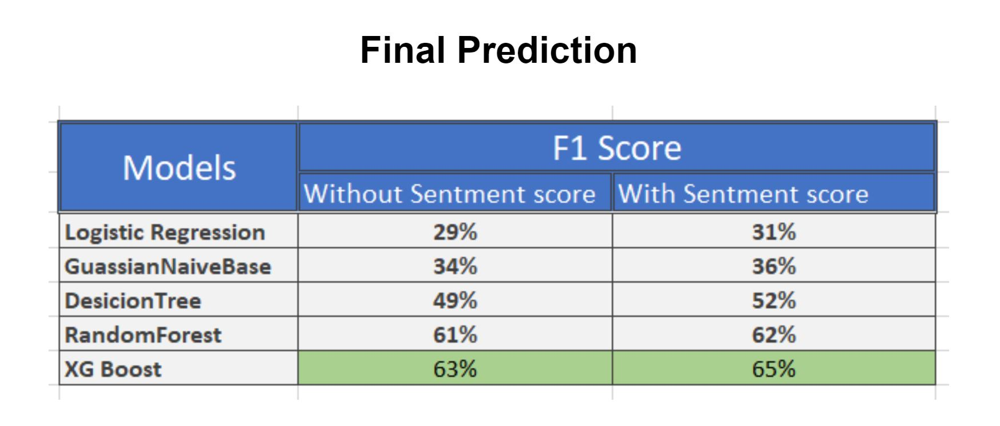 Final Prediction
Models
F1 Score
Without Sentment score With Sentment score
Logistic Regression 29% 31%
GuassianNaiveBase 34% 36%
DesicionTree 49% 52%
RandomForest 61% 62%
XG Boost 63% 65%